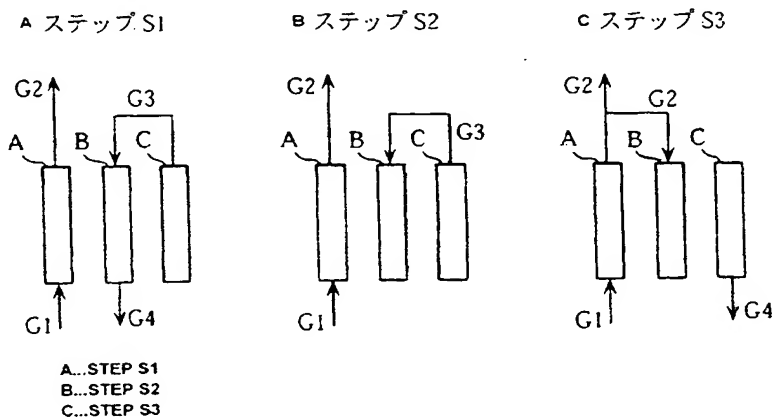 A ステップ S1
B ステップ S2
C ステップ S3
G2
G3
A
B
C
G1
G4
G2
A
B
C
G3
G1
G2
G2
A
B
C
G1
G4
A...STEP S1
B...STEP S2
C...STEP S3